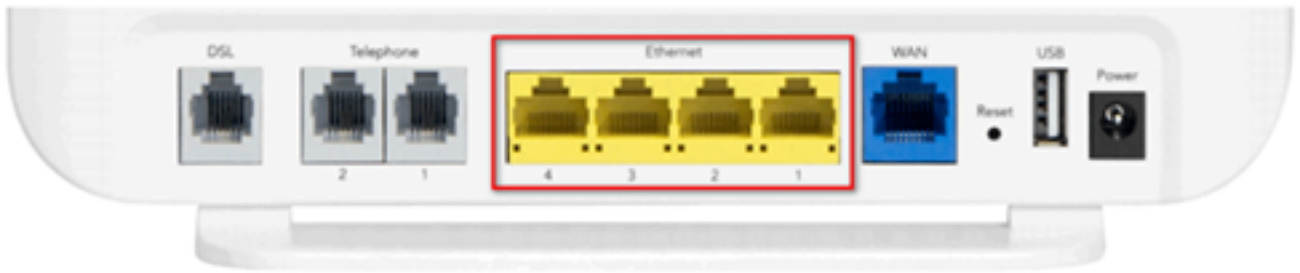 DSL
Telephone
Ethernet
WAN
USB
Power
Reset
2
1
4
3
2
1